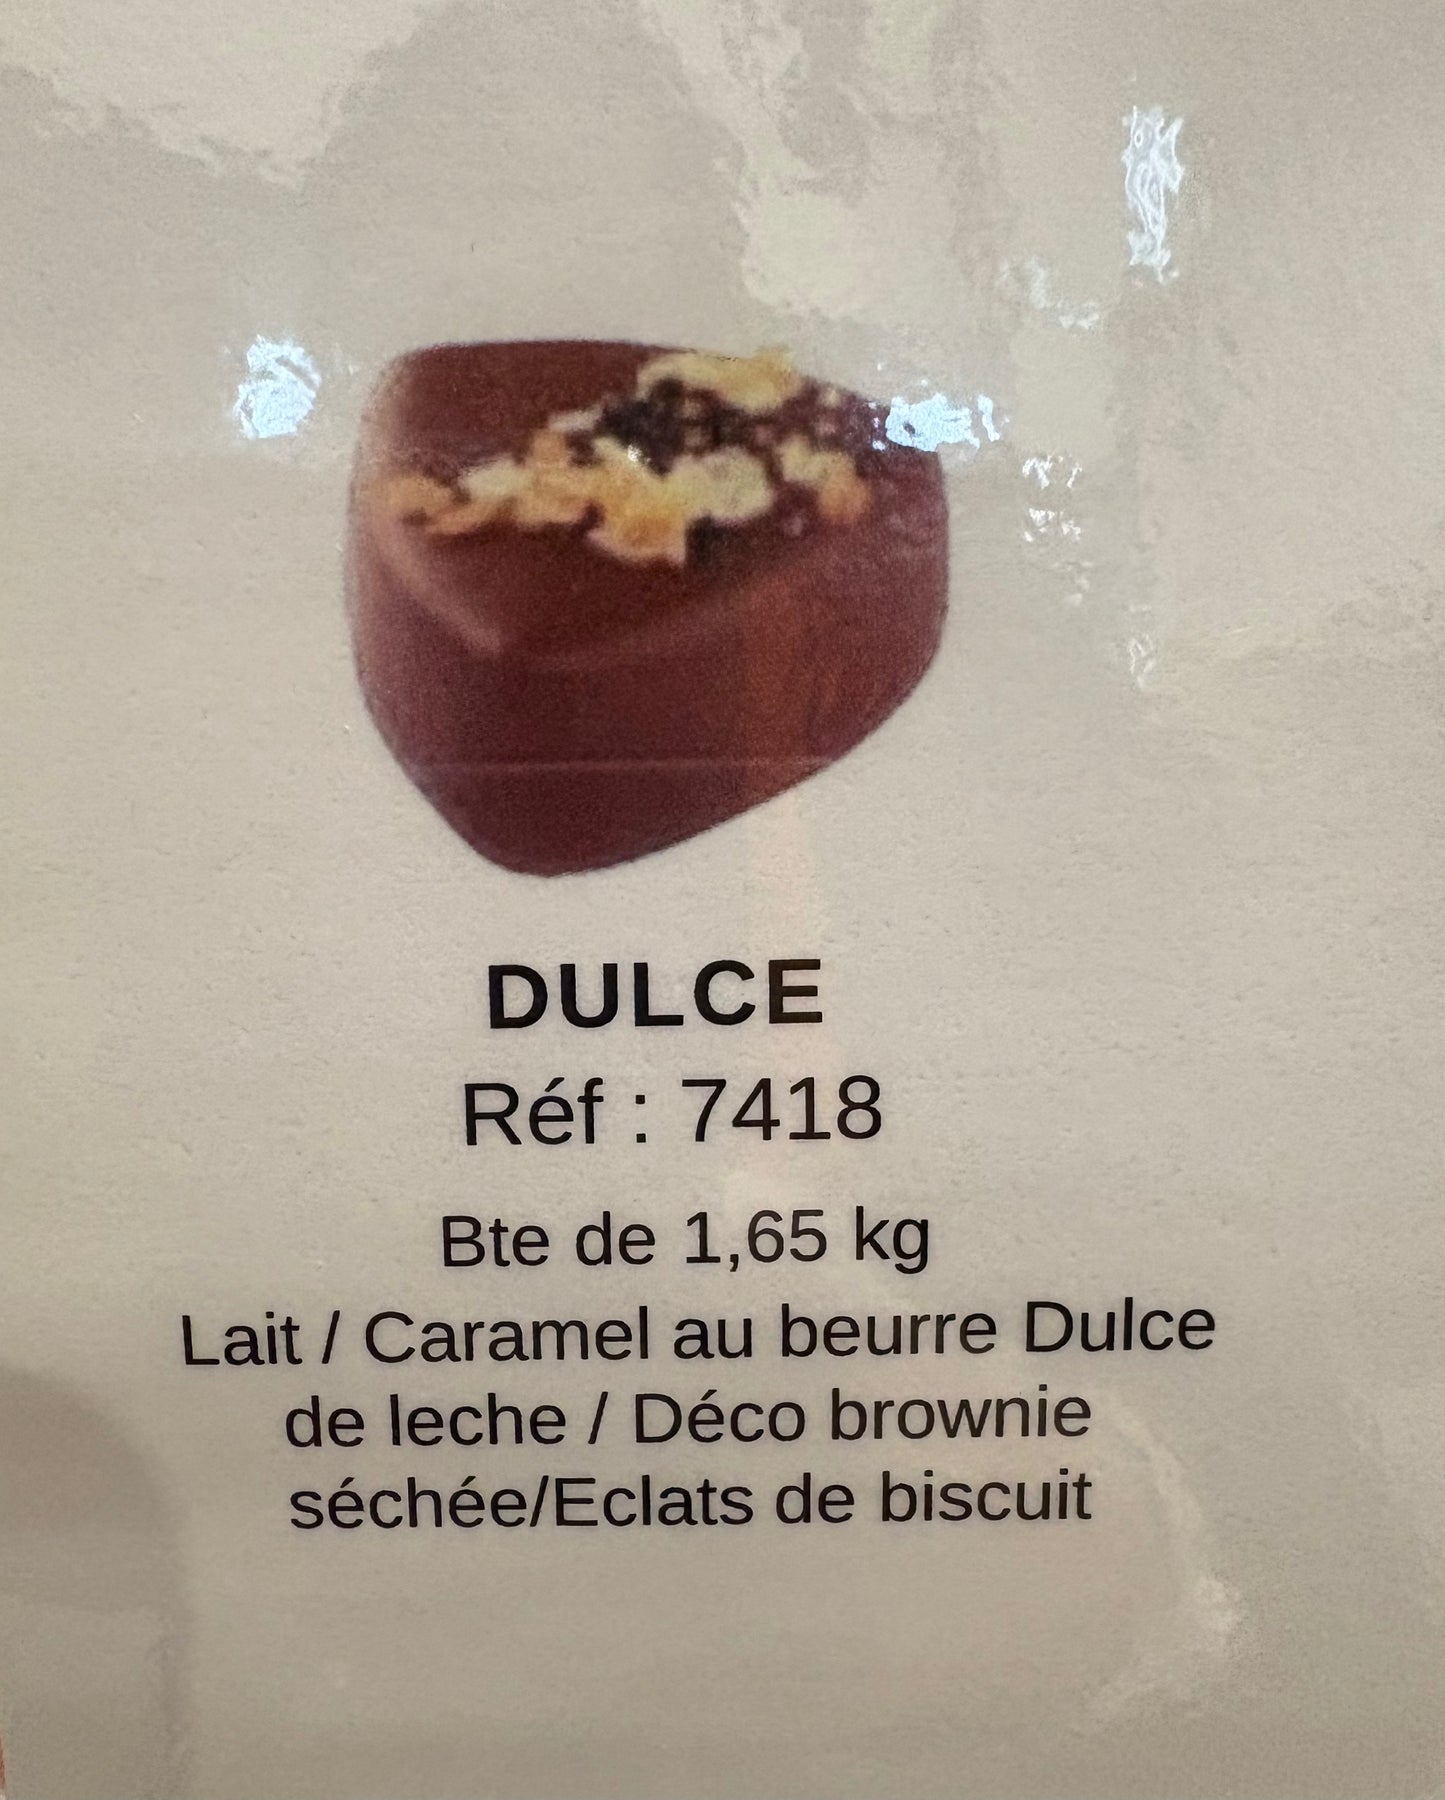 DULCE
Réf : 7418
Bte de 1,65 kg
Lait / Caramel au beurre Dulce
de leche / Déco brownie
séchée/Eclats de biscuit